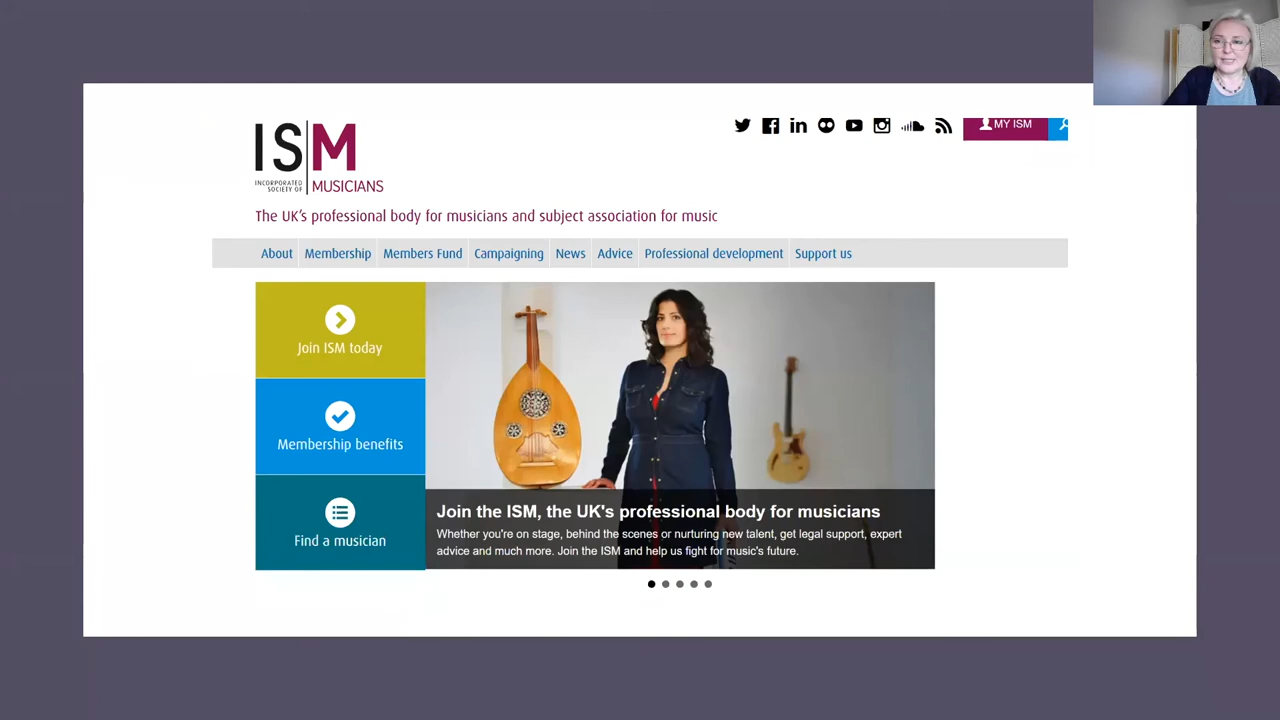 ISM
INCORPORATED
SOCIETY OF
MUSICIANS
MY ISM
The UK's professional body for musicians and subject association for music
About Membership Members Fund Campaigning News Advice Professional development Support us
Join ISM today
Membership benefits
Find a musician
Join the ISM, the UK's professional body for musicians
Whether you're on stage, behind the scenes or nurturing new talent, get legal support, expert
advice and much more. Join the ISM and help us fight for music's future.